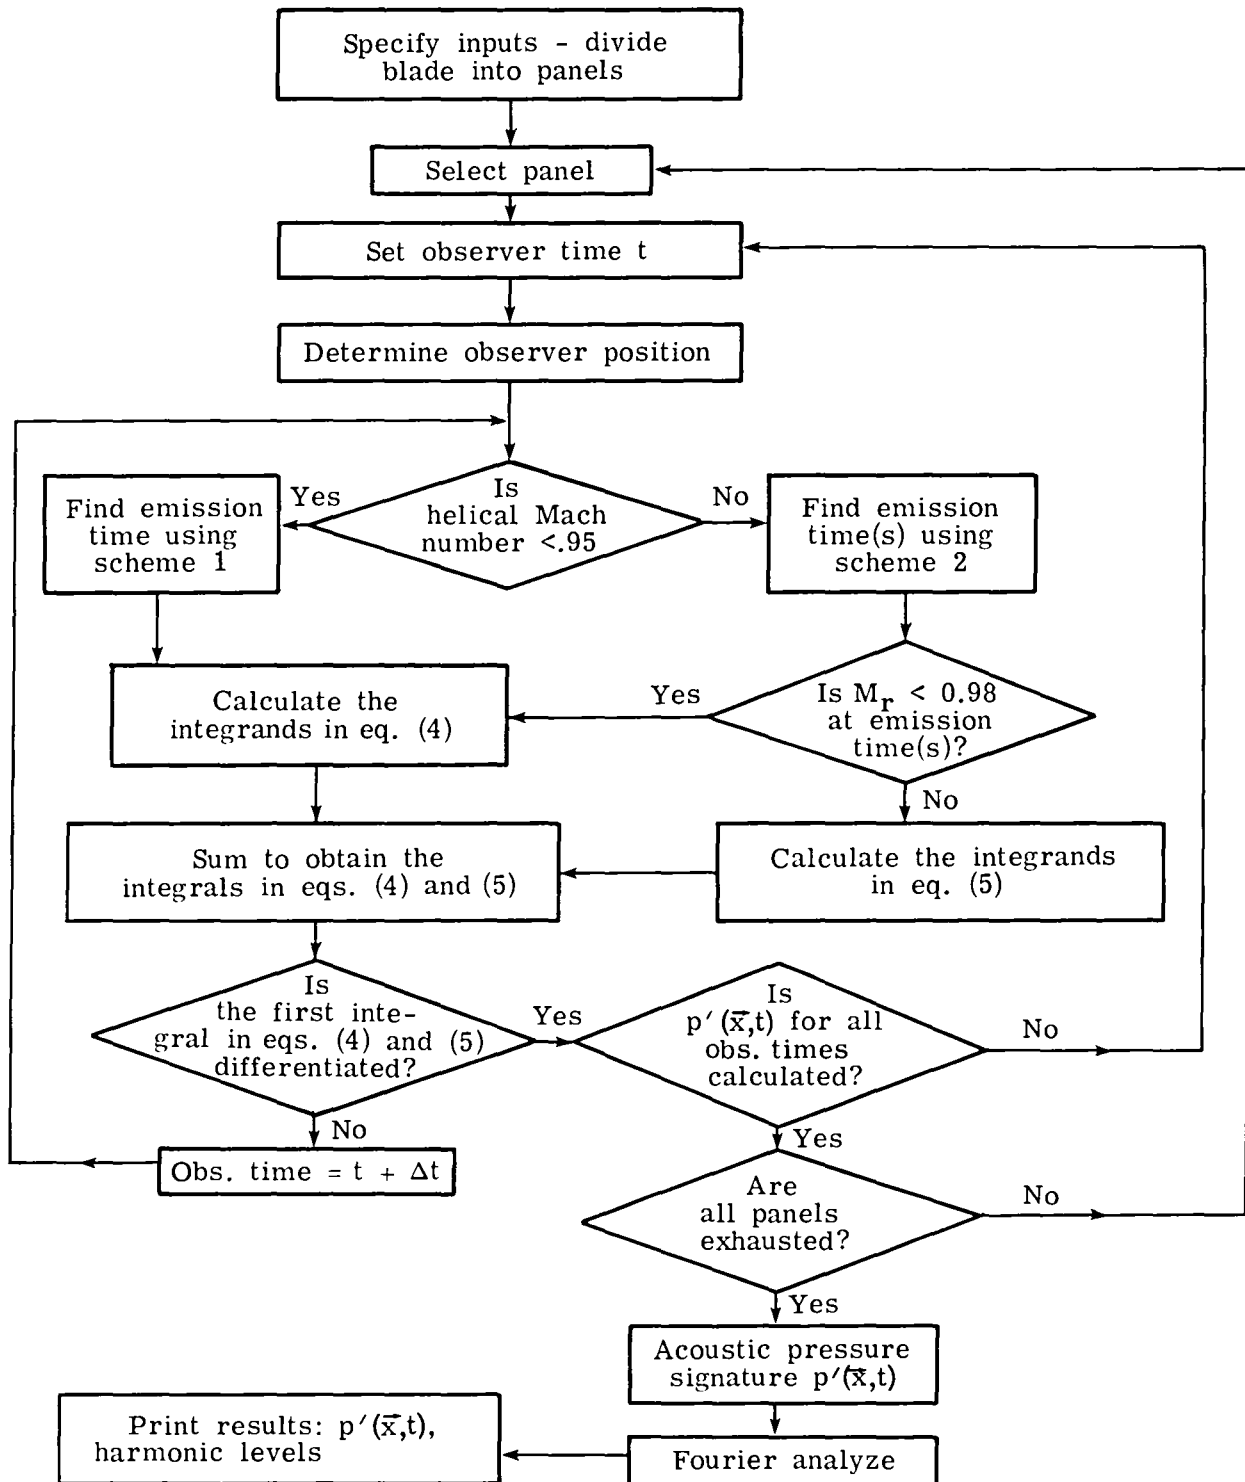 Specify inputs - divide
blade into panels
Select panel
Set observer time t
Determine observer position
Is
helical Mach
number <.95
Yes
No
Find emission
time using
scheme 1
Find emission
time(s) using
scheme 2
Calculate the
integrands in eq. (4)
Yes
Is Mᵣ < 0.98
at emission
time(s)?
No
Sum to obtain the
integrals in eqs. (4) and (5)
Calculate the integrands
in eq. (5)
Is
the first inte-
gral in eqs. (4) and (5)
differentiated?
Yes
Is
p′(x⃗,t) for all
obs. times
calculated?
No
No
Obs. time = t + Δt
Yes
Are
all panels
exhausted?
No
Yes
Acoustic pressure
signature p′(x⃗,t)
Print results: p′(x⃗,t),
harmonic levels
Fourier analyze